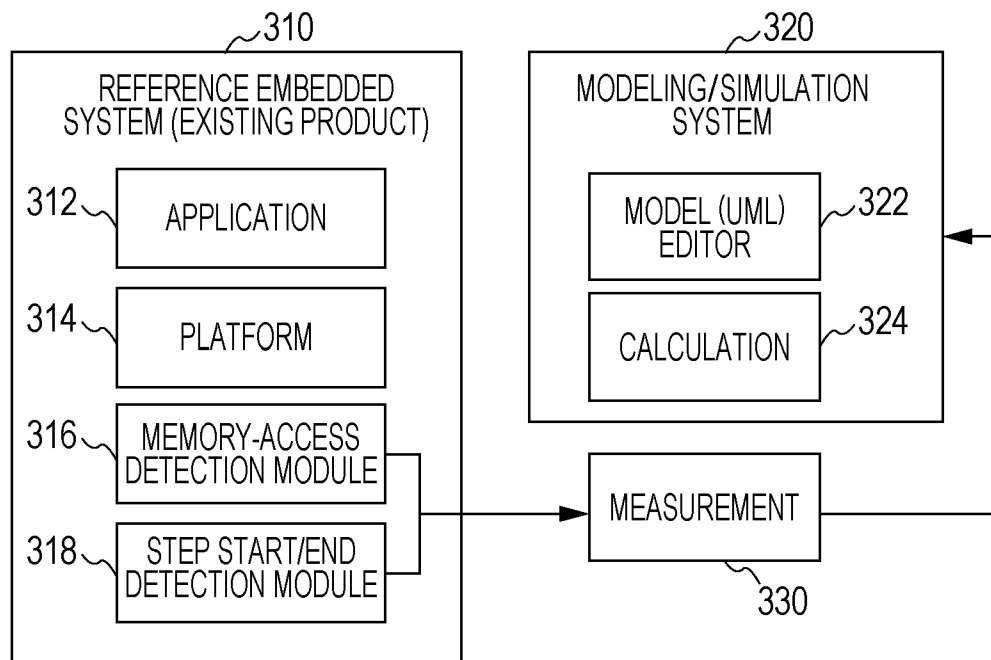 310
REFERENCE EMBEDDED
SYSTEM (EXISTING PRODUCT)
312
APPLICATION
314
PLATFORM
316
MEMORY-ACCESS
DETECTION MODULE
318
STEP START/END
DETECTION MODULE
320
MODELING/SIMULATION
SYSTEM
MODEL (UML)
EDITOR
322
CALCULATION
324
MEASUREMENT
330